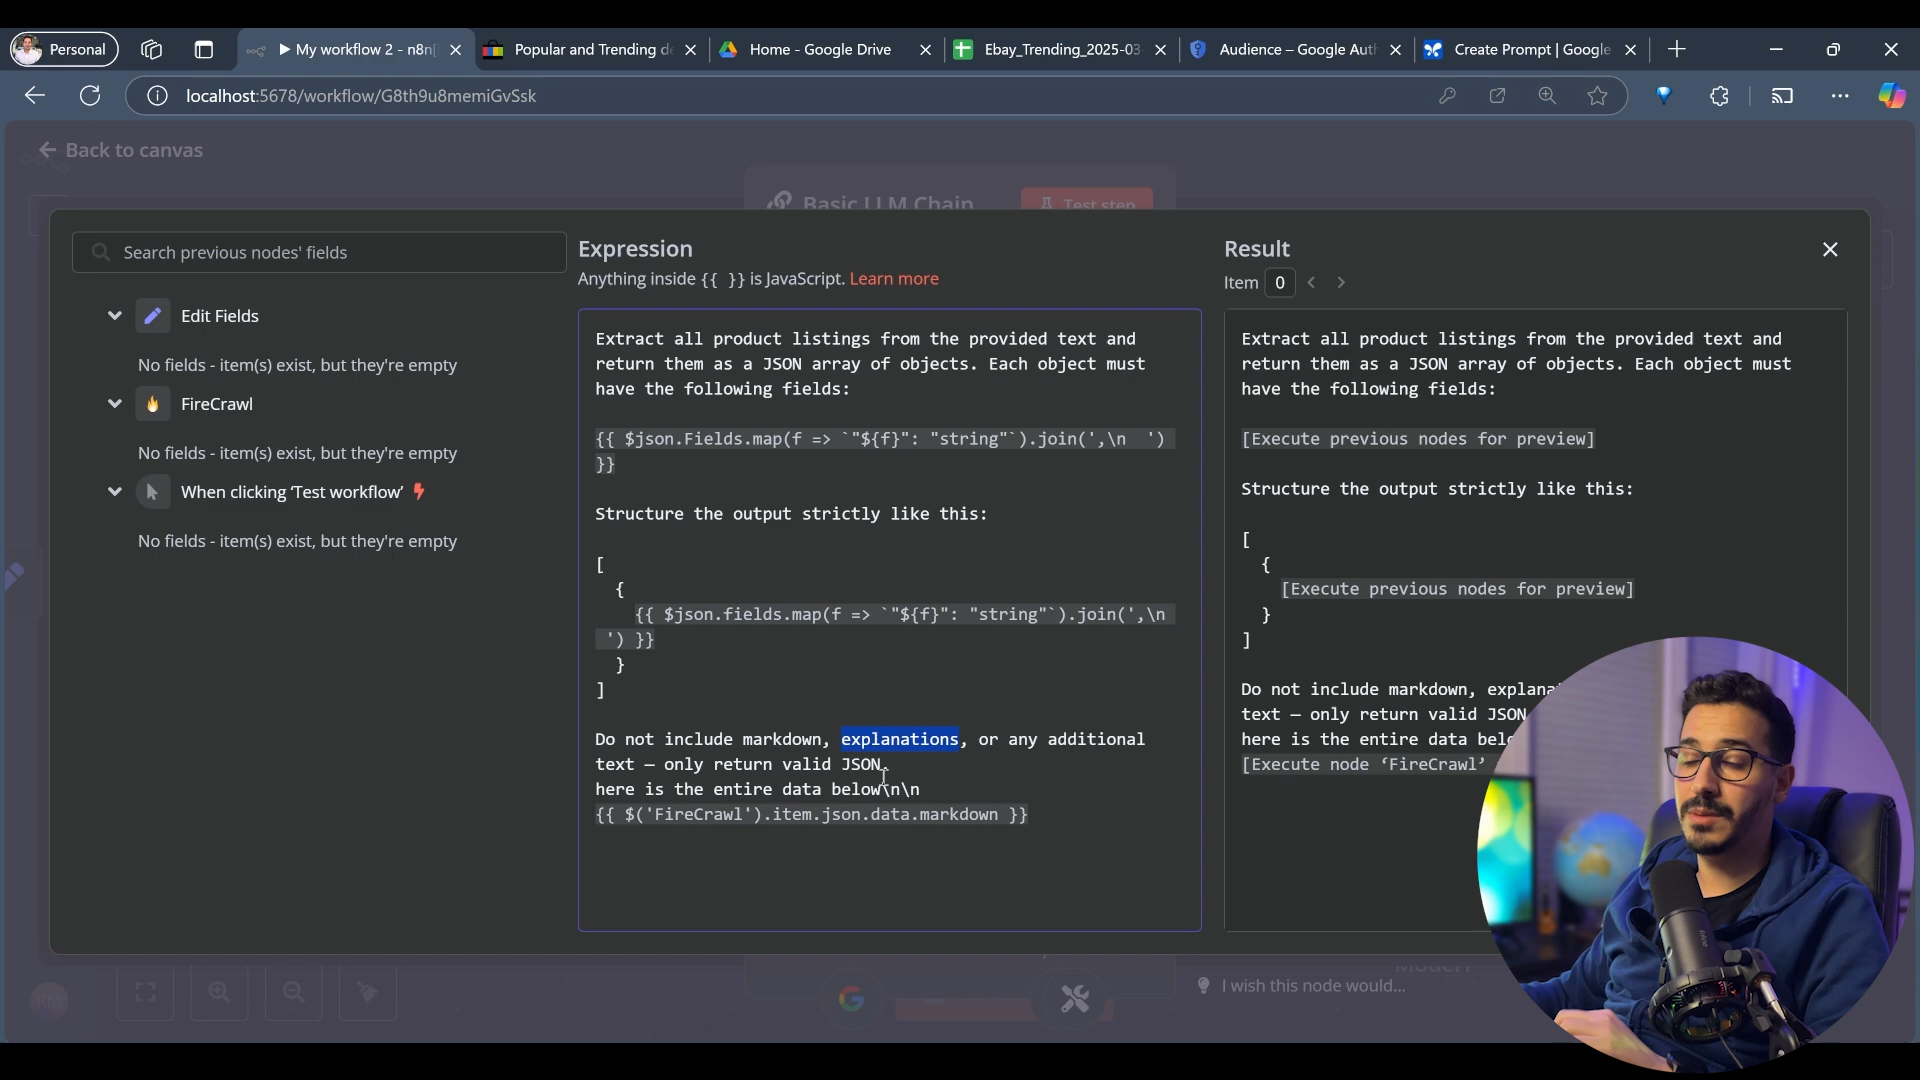 Personal
My workflow 2 - n8n
Popular and Trending d
Home - Google Drive
Ebay_Trending_2025-03
Audience – Google Auth
Create Prompt | Google
localhost:5678/workflow/G8th9u8memiGvSsk
Back to canvas
Basic LLM Chain
Test step
Search previous nodes' fields
Edit Fields
No fields - item(s) exist, but they're empty
FireCrawl
No fields - item(s) exist, but they're empty
When clicking ‘Test workflow’
No fields - item(s) exist, but they're empty
Expression
Anything inside {{ }} is JavaScript. Learn more
Extract all product listings from the provided text and
return them as a JSON array of objects. Each object must
have the following fields:
{{ $json.Fields.map(f => `"${f}": "string"`).join(',\n  ')
}}
Structure the output strictly like this:
[
{
{{ $json.fields.map(f => `"${f}": "string"`).join(',\n
') }}
}
]
Do not include markdown, explanations, or any additional
text – only return valid JSON.
here is the entire data below\n\n
{{ $('FireCrawl').item.json.data.markdown }}
Result
Item 0
Extract all product listings from the provided text and
return them as a JSON array of objects. Each object must
have the following fields:
[Execute previous nodes for preview]
Structure the output strictly like this:
[
{
[Execute previous nodes for preview]
}
]
Do not include markdown, explana
text – only return valid JSON
here is the entire data bel
[Execute node ‘FireCrawl’
I wish this node would...